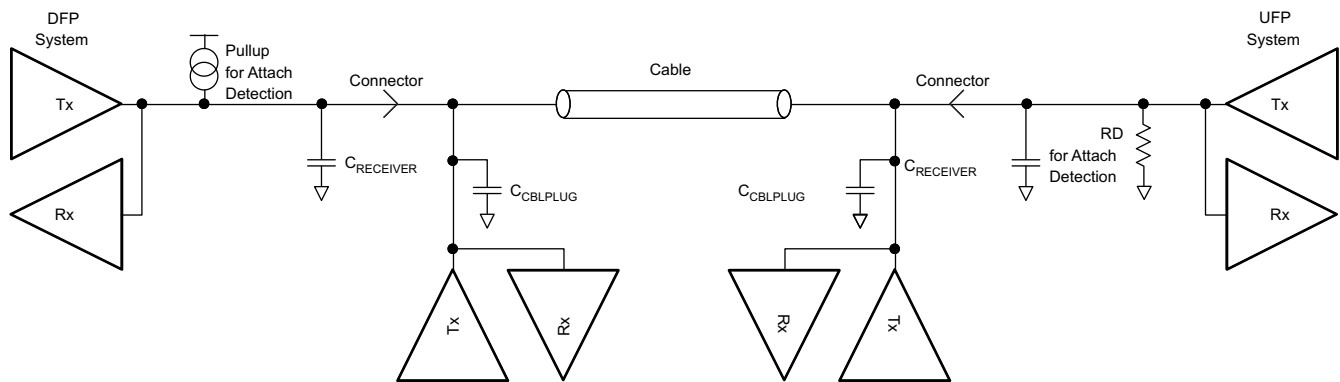 DFP
System
Tx
Rx
Pullup
for Attach
Detection
Connector
CRECEIVER
CCBLPLUG
Tx
Rx
Cable
Connector
CRECEIVER
CCBLPLUG
Rx
Tx
RD
for Attach
Detection
UFP
System
Tx
Rx